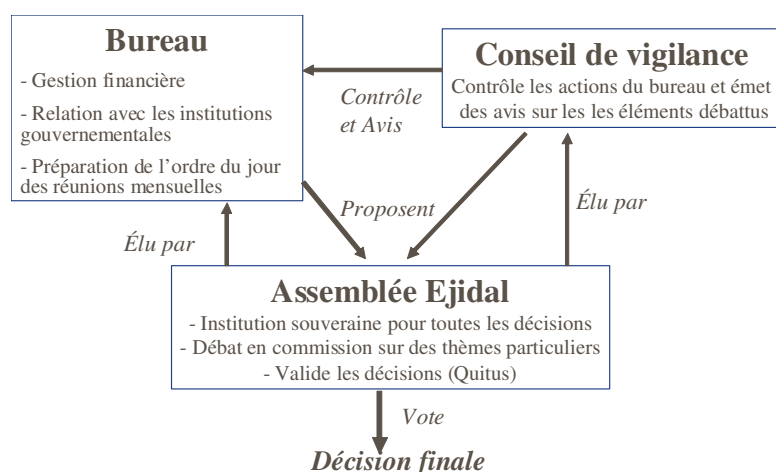 Bureau
- Gestion financière
- Relation avec les institutions
gouvernementales
- Préparation de l'ordre du jour
des réunions mensuelles
Conseil de vigilance
Contrôle les actions du bureau et émet
des avis sur les les éléments débattus
Contrôle
et Avis
Proposent
Élu par
Élu par
Assemblée Ejidal
- Institution souveraine pour toutes les décisions
- Débat en commission sur des thèmes particuliers
- Valide les décisions (Quitus)
Vote
Décision finale